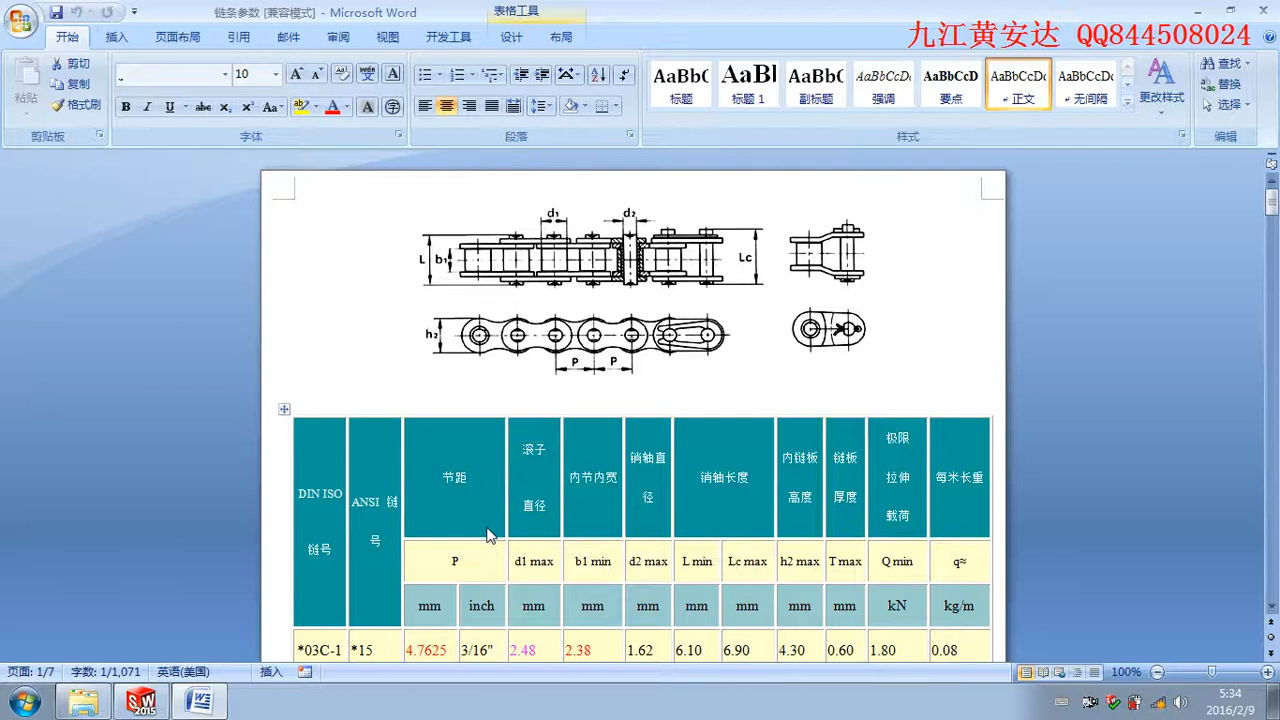 链条参数 [兼容模式] - Microsoft Word
表格工具
九江黄安达 QQ844508024
开始 插入 页面布局 引用 邮件 审阅 视图 开发工具 设计 布局
粘贴
剪切
复制
格式刷
剪贴板
10
字体
段落
AaBbC 标题
AaBl 标题 1
AaBbC 副标题
AaBbCcDc 强调
AaBbCcD 要点
AaBbCcDc 正文
AaBbCcDc 无间隔
更改样式
样式
查找
替换
选择
编辑
d1 d2
L b1 Lc
h2
P P
DIN ISO 链号
ANSI 链号
节距
滚子直径
内节内宽
销轴直径
销轴长度
内链板高度
链板厚度
极限拉伸载荷
每米长重
P d1 max b1 min d2 max L min Lc max h2 max T max Q min q≈
mm inch mm mm mm mm mm mm mm kN kg/m
*03C-1 *15 4.7625 3/16" 2.48 2.38 1.62 6.10 6.90 4.30 0.60 1.80 0.08
页面: 1/7 字数: 1/1,071 英语(美国) 插入 100%
SW 2015
5:34
2016/2/9